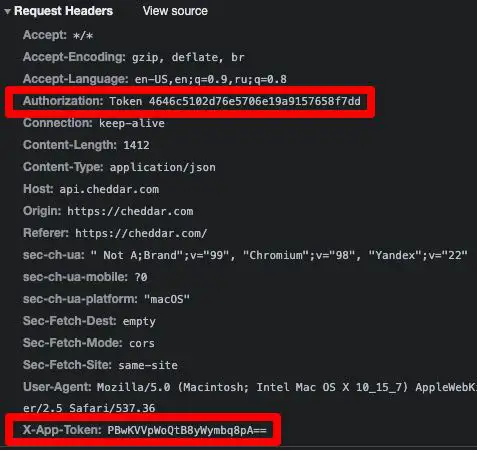 Request Headers View source
Accept: */*
Accept-Encoding: gzip, deflate, br
Accept-Language: en-US,en;q=0.9,ru;q=0.8
Authorization: Token 4646c5102d76e5706e19a9157658f7dd
Connection: keep-alive
Content-Length: 1412
Content-Type: application/json
Host: api.cheddar.com
Origin: https://cheddar.com
Referer: https://cheddar.com/
sec-ch-ua: " Not A;Brand";v="99", "Chromium";v="98", "Yandex";v="22"
sec-ch-ua-mobile: ?0
sec-ch-ua-platform: "macOS"
Sec-Fetch-Dest: empty
Sec-Fetch-Mode: cors
Sec-Fetch-Site: same-site
User-Agent: Mozilla/5.0 (Macintosh; Intel Mac OS X 10_15_7) AppleWebKi
er/2.5 Safari/537.36
X-App-Token: PBwKVVpWoQtB8yWymbq8pA==